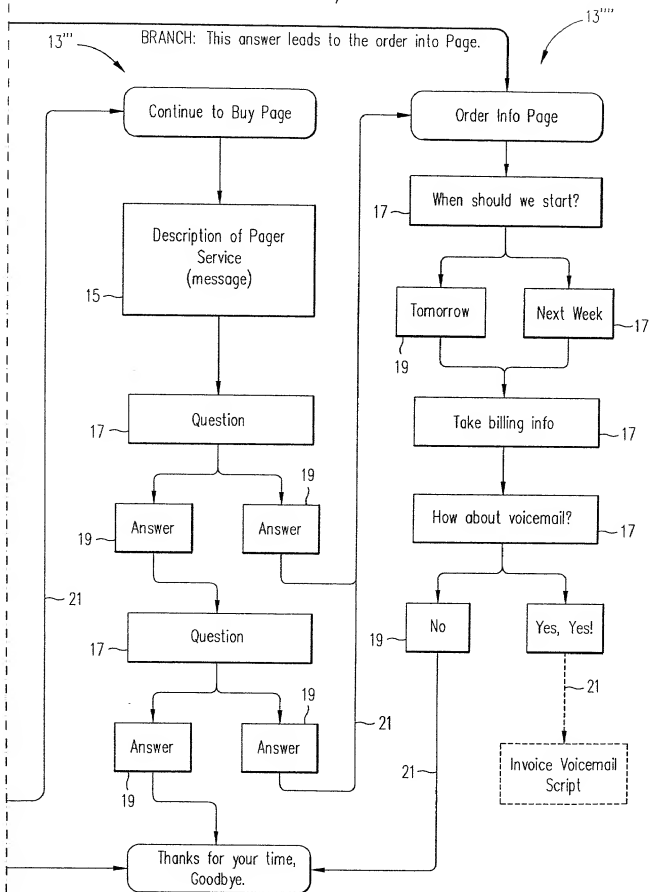 13''''
BRANCH: This answer leads to the order into Page.
13'''
Continue to Buy Page
Order Info Page
When should we start?
17
Description of Pager
Service
(message)
15
Tomorrow
Next Week
17
19
Question
17
Take billing info
17
19
Answer
Answer
19
How about voicemail?
17
21
Question
17
No
19
Yes, Yes!
19
21
Answer
Answer
21
19
21
Invoice Voicemail
Script
Thanks for your time,
Goodbye.